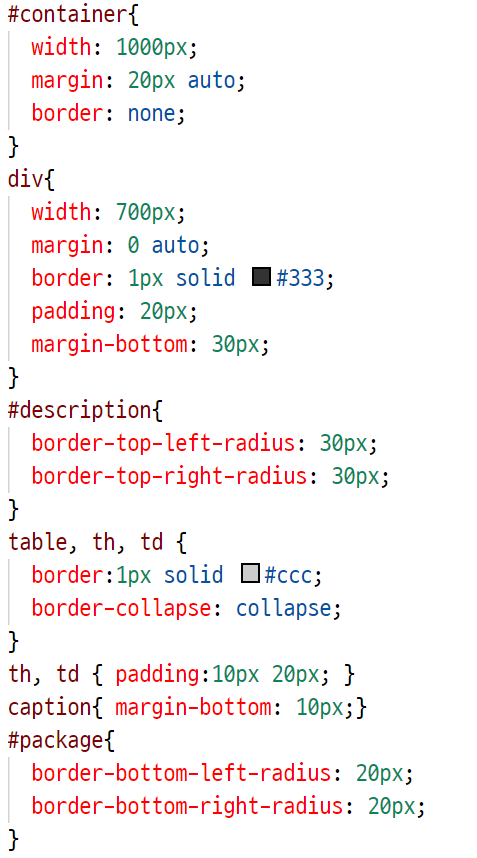 #container{
width: 1000px;
margin: 20px auto;
border: none;
}
div{
width: 700px;
margin: 0 auto;
border: 1px solid #333;
padding: 20px;
margin-bottom: 30px;
}
#description{
border-top-left-radius: 30px;
border-top-right-radius: 30px;
}
table, th, td {
border:1px solid #ccc;
border-collapse: collapse;
}
th, td { padding:10px 20px; }
caption{ margin-bottom: 10px;}
#package{
border-bottom-left-radius: 20px;
border-bottom-right-radius: 20px;
}